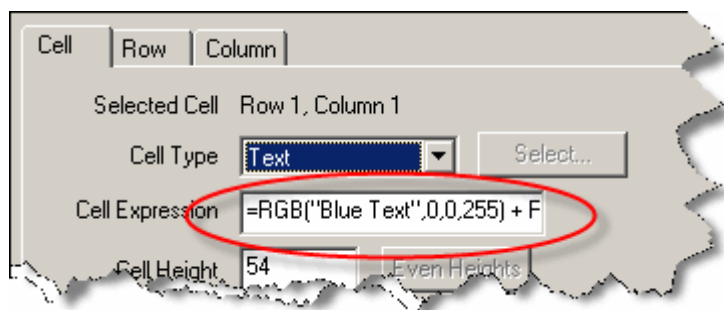 Cell Row Column
Selected Cell Row 1, Column 1
Cell Type Text Select...
Cell Expression =RGB("Blue Text",0,0,255) + F
Cell Height 54 Even Heights